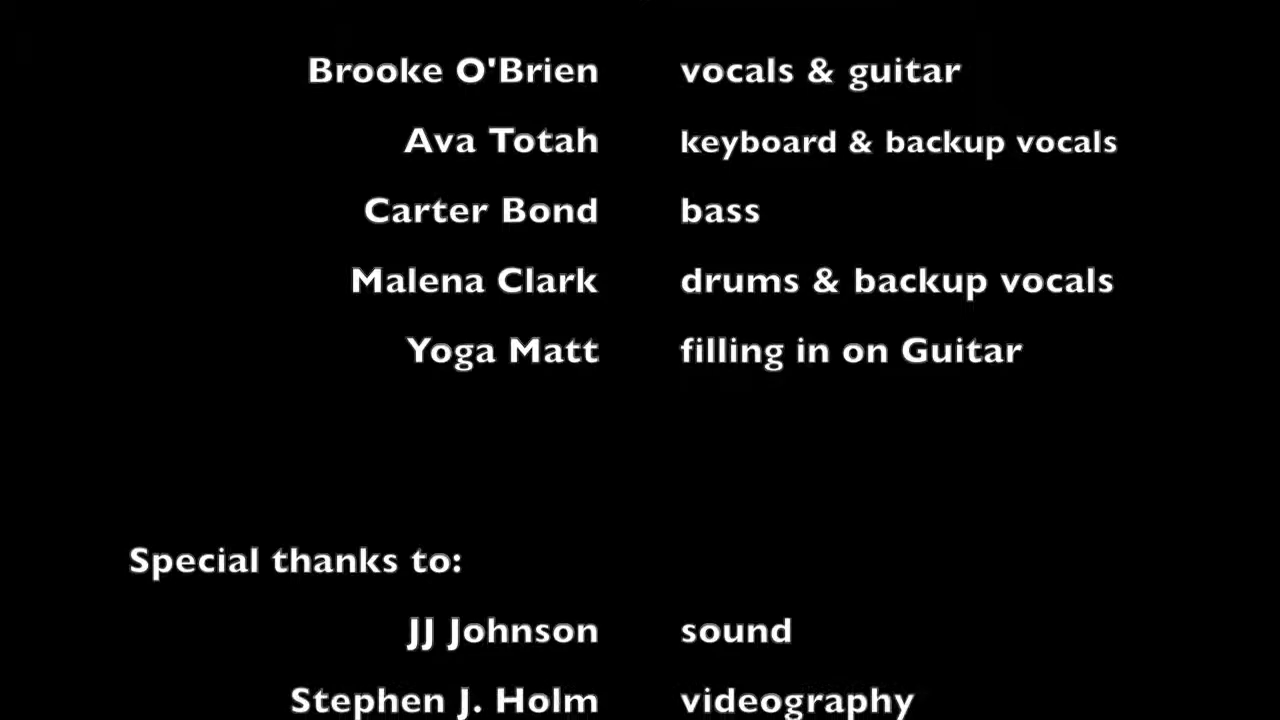 Brooke O'Brien vocals & guitar
Ava Totah keyboard & backup vocals
Carter Bond bass
Malena Clark drums & backup vocals
Yoga Matt filling in on Guitar
Special thanks to:
JJ Johnson sound
Stephen J. Holm videography